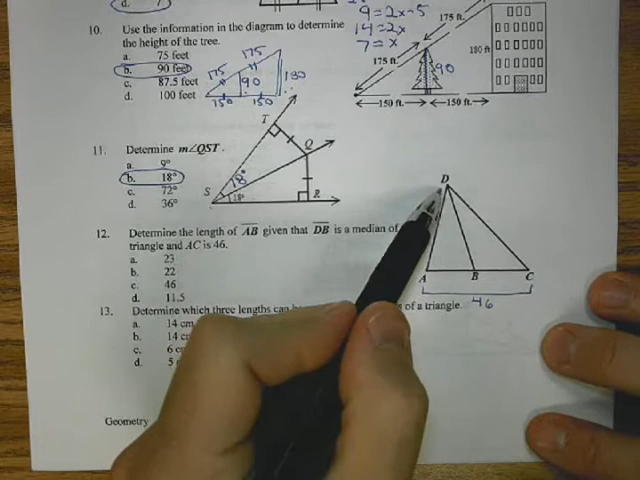 d. 7
9 = 2x - 5
14 = 2x
7 = x
10. Use the information in the diagram to determine
the height of the tree.
a. 75 feet
b. 90 feet
c. 87.5 feet
d. 100 feet
175
175
90
180
150 150
175 ft.
175 ft.
180 ft
90
150 ft. 150 ft.
11. Determine m∠QST.
a. 9°
b. 18°
c. 72°
d. 36°
T
Q
S
R
18°
18°
12. Determine the length of AB given that DB is a median of
triangle and AC is 46.
a. 23
b. 22
c. 46
d. 11.5
D
A B C
46
13. Determine which three lengths can of a triangle.
a. 14 cm
b. 14
c. 6
d. 5
Geometry